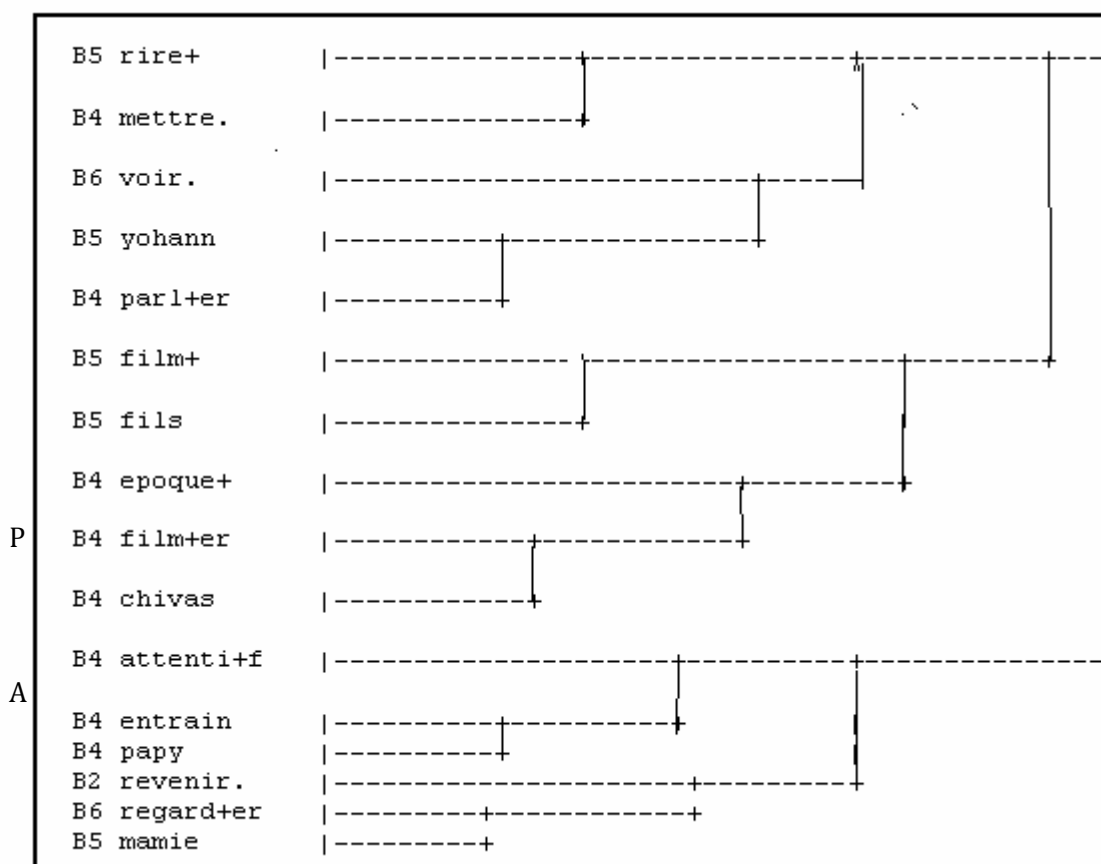 B5 rire+
B4 mettre.
B6 voir.
B5 yohann
B4 parl+er
B5 film+
B5 fils
B4 epoque+
P
B4 film+er
B4 chivas
B4 attenti+f
A
B4 entrain
B4 papy
B2 revenir.
B6 regard+er
B5 mamie